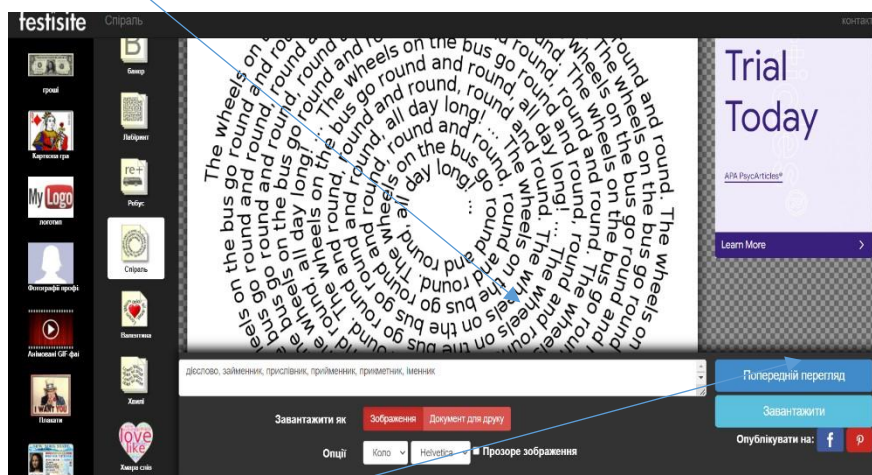 festisite
Спіраль
контакт
гроші
Карткова гра
My Logo
логотип
Фотографії профі
Анімовані GIF-фаі
I WANT YOU
Плакати
B
банер
Лабіринт
re+
Ребус
Спіраль
Валентина
Хвилі
love
like
Хмара слів
The wheels on the bus go round and round, round and round, round and round. The wheels on the bus go round and round, all day long! ...
Trial
Today
APA PsycArticles®
Learn More
дієслово, займенник, прислівник, прийменник, прикметник, іменник
Попередній перегляд
Завантажити як
Зображення
Документ для друку
Завантажити
Опції
Коло
Helvetica
Прозоре зображення
Опублікувати на: